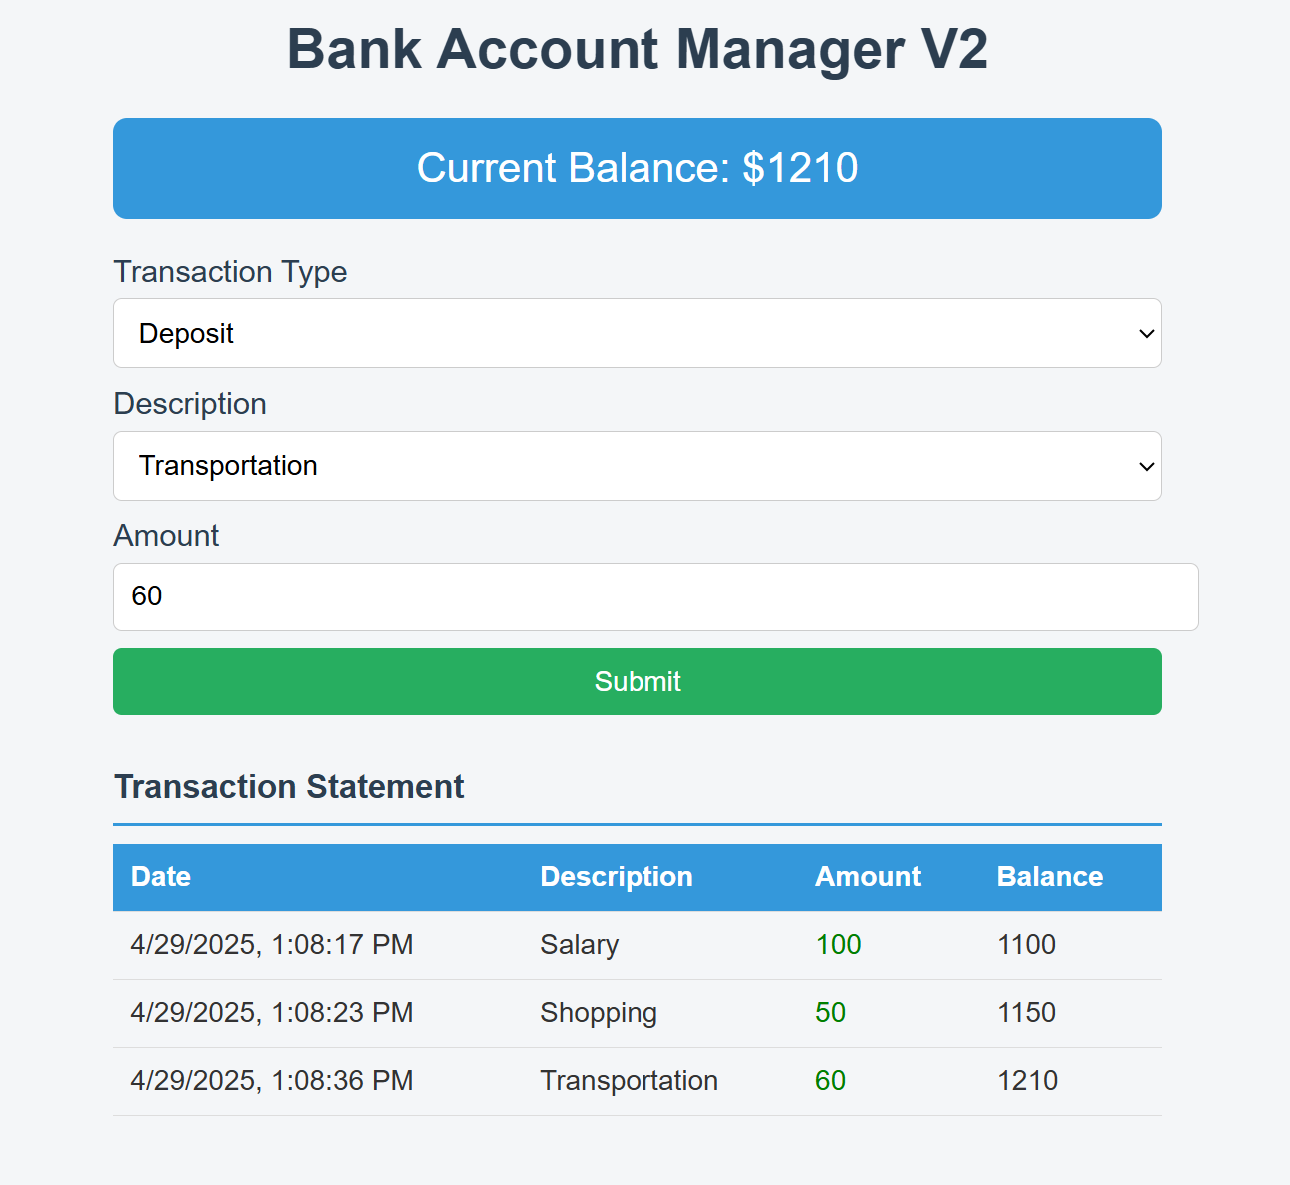 Bank Account Manager V2
Current Balance: $1210
Transaction Type
Deposit
Description
Transportation
Amount
60
Submit
Transaction Statement
Date Description Amount Balance
4/29/2025, 1:08:17 PM Salary 100 1100
4/29/2025, 1:08:23 PM Shopping 50 1150
4/29/2025, 1:08:36 PM Transportation 60 1210